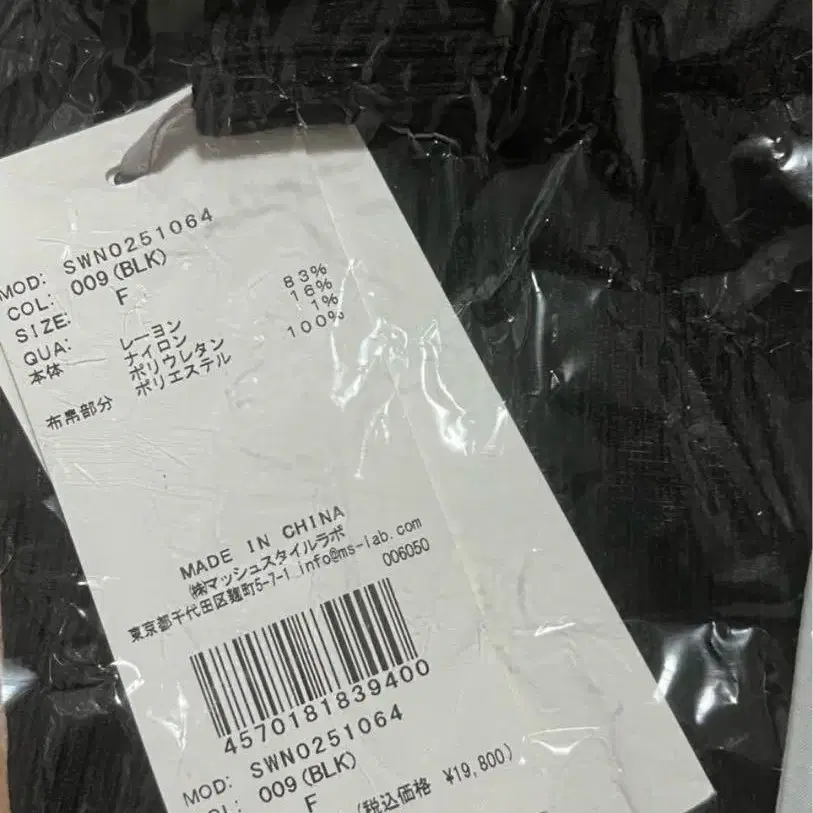 MOD: SWNO251064
COL: 009(BLK)
SIZE: F
QUA:
本体 レーヨン 83%
ナイロン 16%
ポリウレタン 1%
布帛部分 ポリエステル 100%
MADE IN CHINA
㈱マッシュスタイルラボ
東京都千代田区麹町5-7-1 info@ms-lab.com
006050
4570181839400
MOD: SWNO251064
COL: 009(BLK)
F (税込価格 ¥19,800)